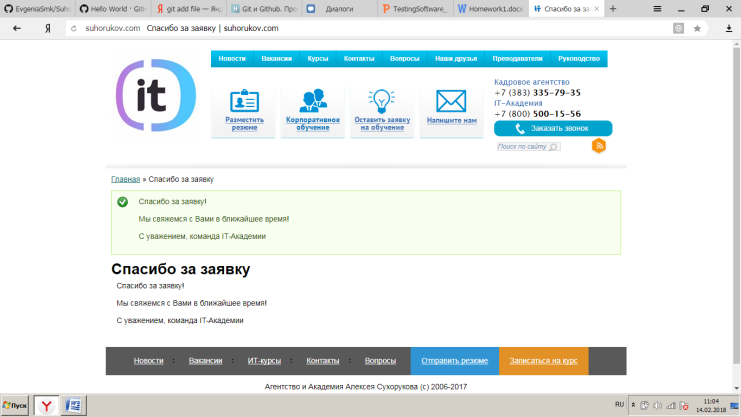 EvgeniaSmk/Suho
Hello World · Gith
git add file — Янд
Git и Github. Про
Диалоги
TestingSoftware_
Homework1.docx
Спасибо за за
suhorukov.com Спасибо за заявку | suhorukov.com
Новости Вакансии Курсы Контакты Вопросы Наши друзья Преподаватели Руководство
it
Разместить резюме
Корпоративное обучение
Оставить заявку на обучение
Напишите нам
Кадровое агентство
+7 (383) 335-79-35
IT-Академия
+7 (800) 500-15-56
Заказать звонок
Поиск по сайту
Главная » Спасибо за заявку
Спасибо за заявку!
Мы свяжемся с Вами в ближайшее время!
С уважением, команда IT-Академии
Спасибо за заявку
Спасибо за заявку!
Мы свяжемся с Вами в ближайшее время!
С уважением, команда IT-Академии
Новости : Вакансии : ИТ-курсы : Контакты : Вопросы Отправить резюме Записаться на курс
Агентство и Академия Алексея Сухорукова (с) 2006-2017
Пуск
RU
11:04
14.02.2018